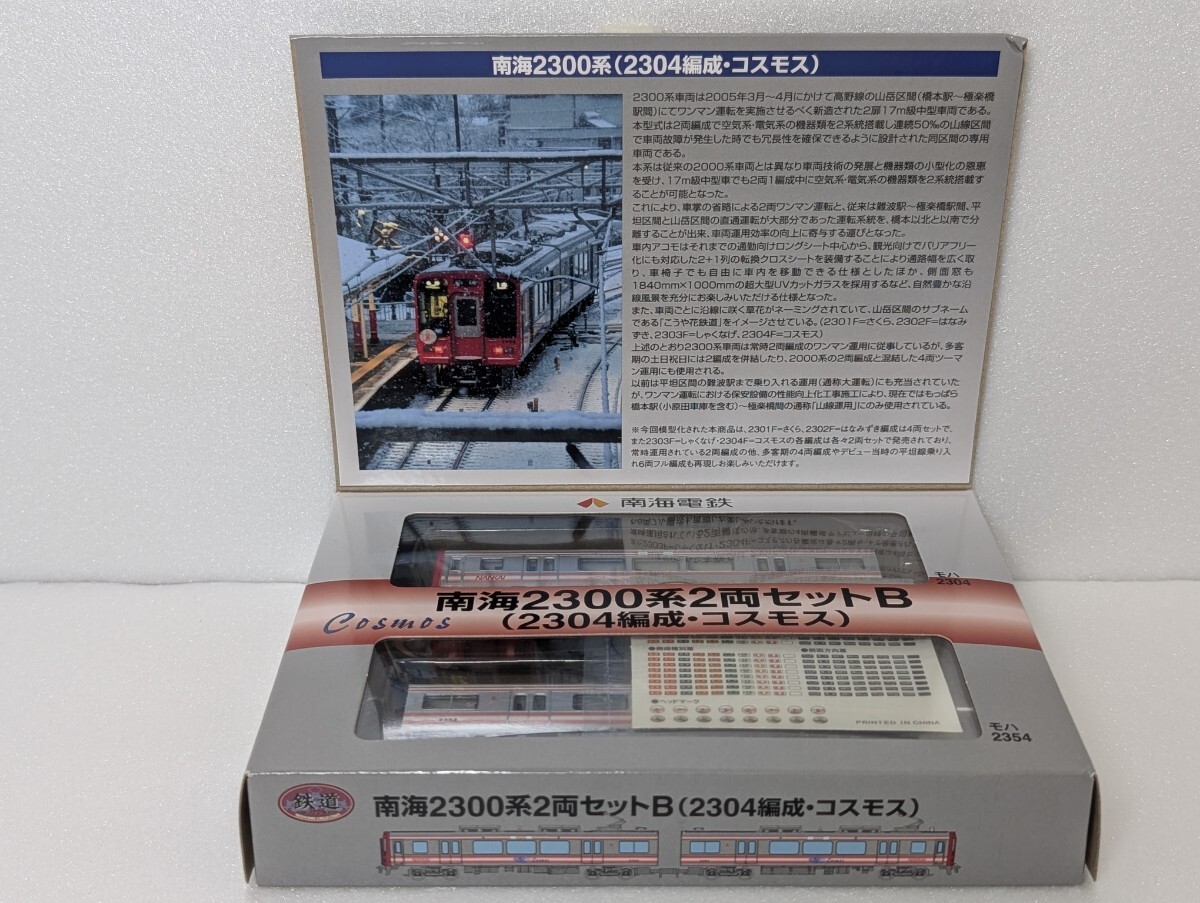 南海2300系(2304編成・コスモス)
2300系車両は2005年3月〜4月にかけて高野線の山岳区間(橋本駅〜極楽橋
駅間)にてワンマン運転を実施させるべく新造された2扉17m級中型車両である。
本型式は2両編成で空気系・電気系の機器類を2系統搭載し連続50‰の山線区間
で車両故障が発生した時でも冗長性を確保できるように設計された同区間の専用
車両である。
本系は従来の2000系車両とは異なり車両技術の発展と機器類の小型化の恩恵
を受け、17m級中型車でも2両1編成中に空気系・電気系の機器類を2系統搭載す
ることが可能となった。
これにより、車掌の省略による2両ワンマン運転と、従来は難波駅〜極楽橋駅間、平
坦区間と山岳区間の直通運転が大部分であった運転系統を、橋本以北と以南で分
離することが出来、車両運用効率の向上に寄与する運びとなった。
車内アコモはそれまでの通勤向けロングシート中心から、観光向けでバリアフリー
化にも対応した2+1列の転換クロスシートを装備することにより通路幅を広く取
り、車椅子でも自由に車内を移動できる仕様としたほか、側面窓も
1840mm×1000mmの超大型UVカットガラスを採用するなど、自然豊かな沿
線風景を充分にお楽しみいただける仕様となった。
また、車両ごとに沿線に咲く草花がネーミングされていて、山岳区間のサブネーム
である「こうや花鉄道」をイメージさせている。(2301F=さくら、2302F=はなみ
ずき、2303F=しゃくなげ、2304F=コスモス)
上述のとおり2300系車両は常時2両編成のワンマン運用に従事しているが、多客
期の土日祝日には2編成を併結したり、2000系の2両編成と混結した4両ツーマ
ン運用にも使用される。
以前は平坦区間の難波駅まで乗り入れる運用(通称大運転)にも充当されていた
が、ワンマン運転における保安設備の性能向上化工事施工により、現在ではもっぱら
橋本駅(小原田車庫を含む)〜極楽橋間の通称「山線運用」にのみ使用されている。
※今回模型化された本商品は、2301F=さくら、2302F=はなみずき編成は4両セットで、
また2303F=しゃくなげ・2304F=コスモスの各編成は各々2両セットで発売されており、
常時運用されている2両編成の他、多客期の4両編成やデビュー当時の平坦線乗り入
れ6両フル編成も再現しお楽しみいただけます。
南海電鉄
NANKAI
モハ
2304
南海2300系2両セットB
Cosmos
(2304編成・コスモス)
●側面種別幕
●側面方向幕
●ヘッドマーク
PRINTED IN CHINA
2354
モハ
2354
鉄道
南海2300系2両セットB(2304編成・コスモス)